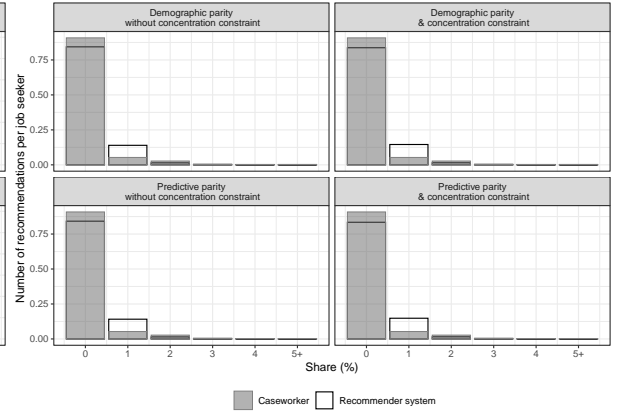 Demographic parity
without concentration constraint
Demographic parity
& concentration constraint
Number of recommendations per job seeker
0.75
0.50
0.25
0.00
Predictive parity
without concentration constraint
Predictive parity
& concentration constraint
0.75
0.50
0.25
0.00
0 1 2 3 4 5+
0 1 2 3 4 5+
Share (%)
Caseworker
Recommender system